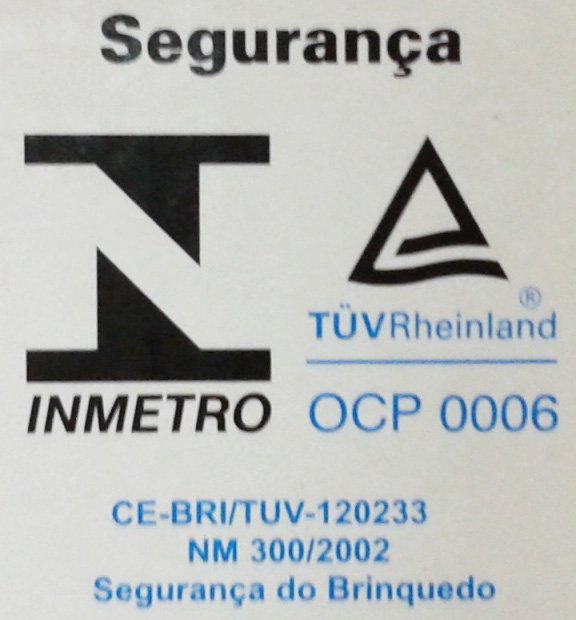 Segurança
INMETRO
®
TÜVRheinland
OCP 0006
CE-BRI/TUV-120233
NM 300/2002
Segurança do Brinquedo